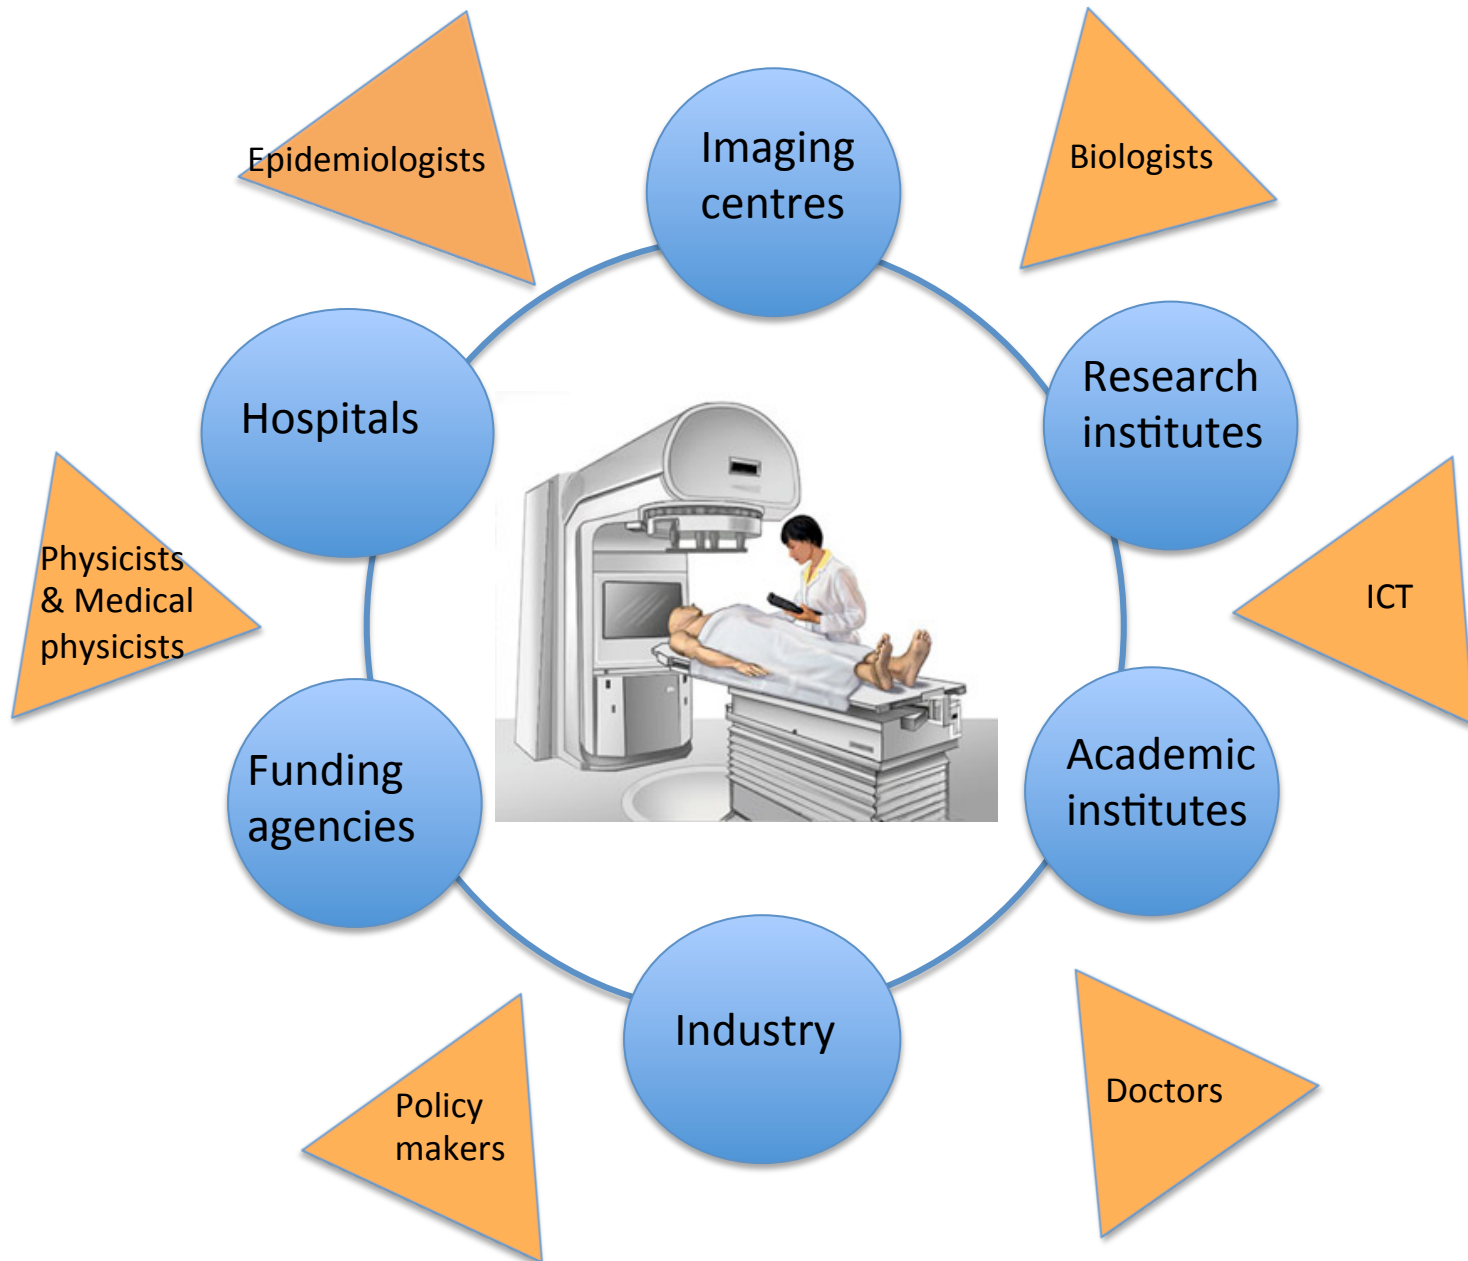 Imaging
centres
Biologists
Epidemiologists
Research
institutes
Hospitals
Physicists
& Medical
physicists
ICT
Funding
agencies
Academic
institutes
Industry
Policy
makers
Doctors